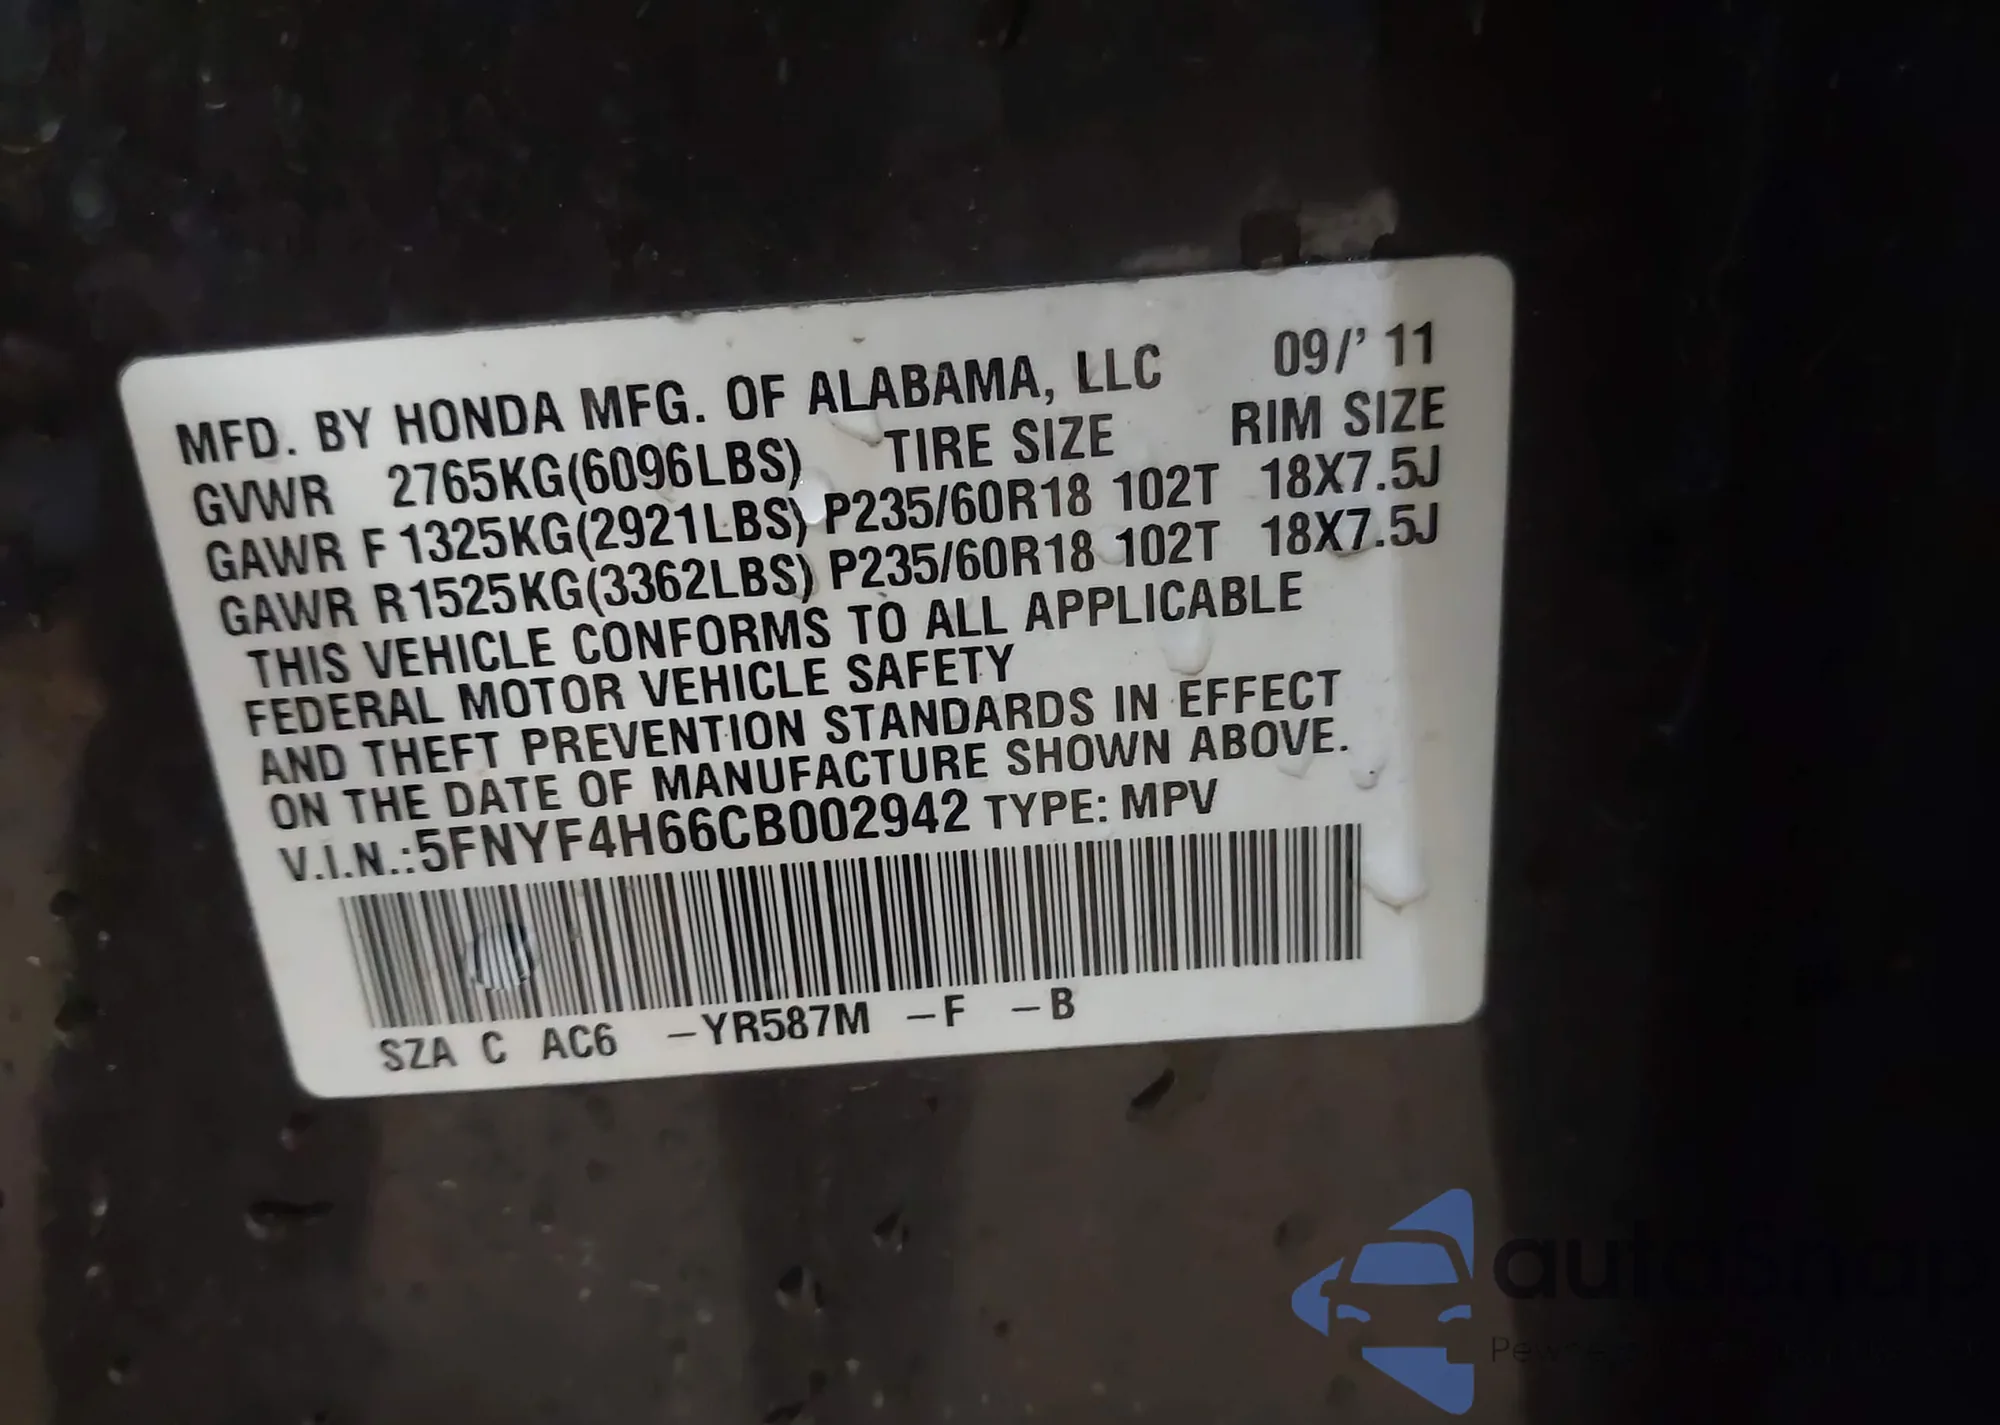 MFD. BY HONDA MFG. OF ALABAMA, LLC 09/’ 11
GVWR 2765KG(6096LBS) TIRE SIZE RIM SIZE
GAWR F 1325KG(2921LBS) P235/60R18 102T 18X7.5J
GAWR R1525KG(3362LBS) P235/60R18 102T 18X7.5J
THIS VEHICLE CONFORMS TO ALL APPLICABLE
FEDERAL MOTOR VEHICLE SAFETY
AND THEFT PREVENTION STANDARDS IN EFFECT
ON THE DATE OF MANUFACTURE SHOWN ABOVE.
V.I.N.:5FNYF4H66CB002942 TYPE: MPV
SZA C AC6 –YR587M –F –B
autoSnap